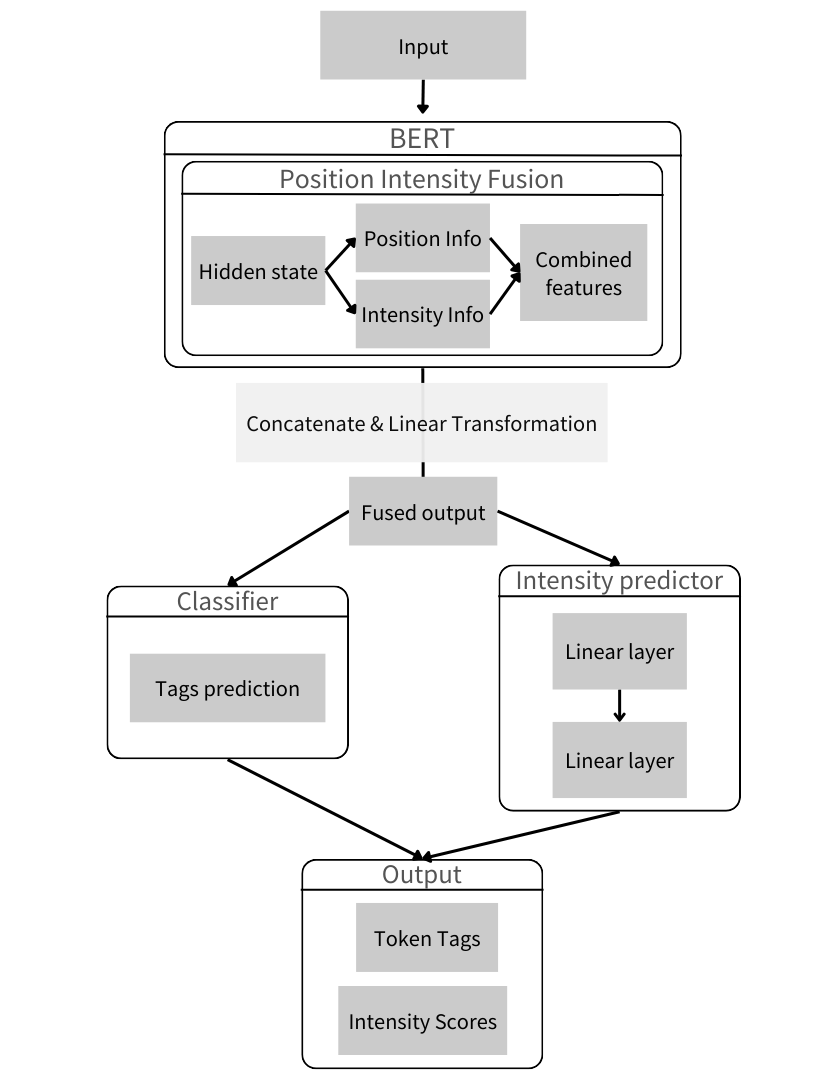 Input
BERT
Position Intensity Fusion
Hidden state
Position Info
Intensity Info
Combined
features
Concatenate & Linear Transformation
Fused output
Classifier
Tags prediction
Intensity predictor
Linear layer
Linear layer
Output
Token Tags
Intensity Scores